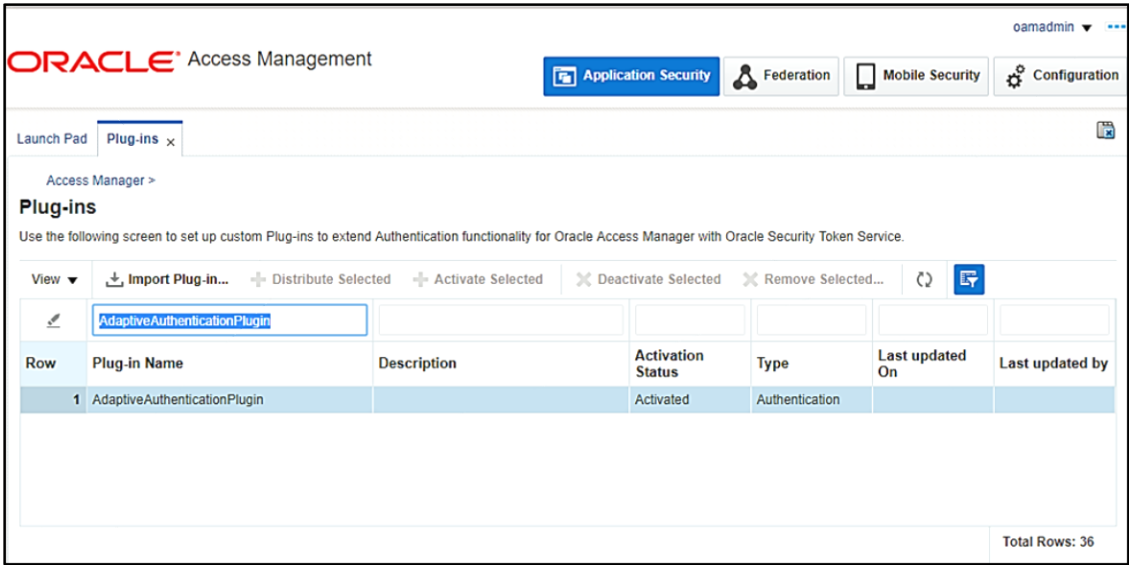 oamadmin
ORACLE Access Management
Application Security Federation Mobile Security Configuration
Launch Pad Plug-ins x
Access Manager >
Plug-ins
Use the following screen to set up custom Plug-ins to extend Authentication functionality for Oracle Access Manager with Oracle Security Token Service.
View Import Plug-in... Distribute Selected Activate Selected Deactivate Selected Remove Selected...
AdaptiveAuthenticationPlugin
Row Plug-in Name Description Activation Status Type Last updated On Last updated by
1 AdaptiveAuthenticationPlugin Activated Authentication
Total Rows: 36